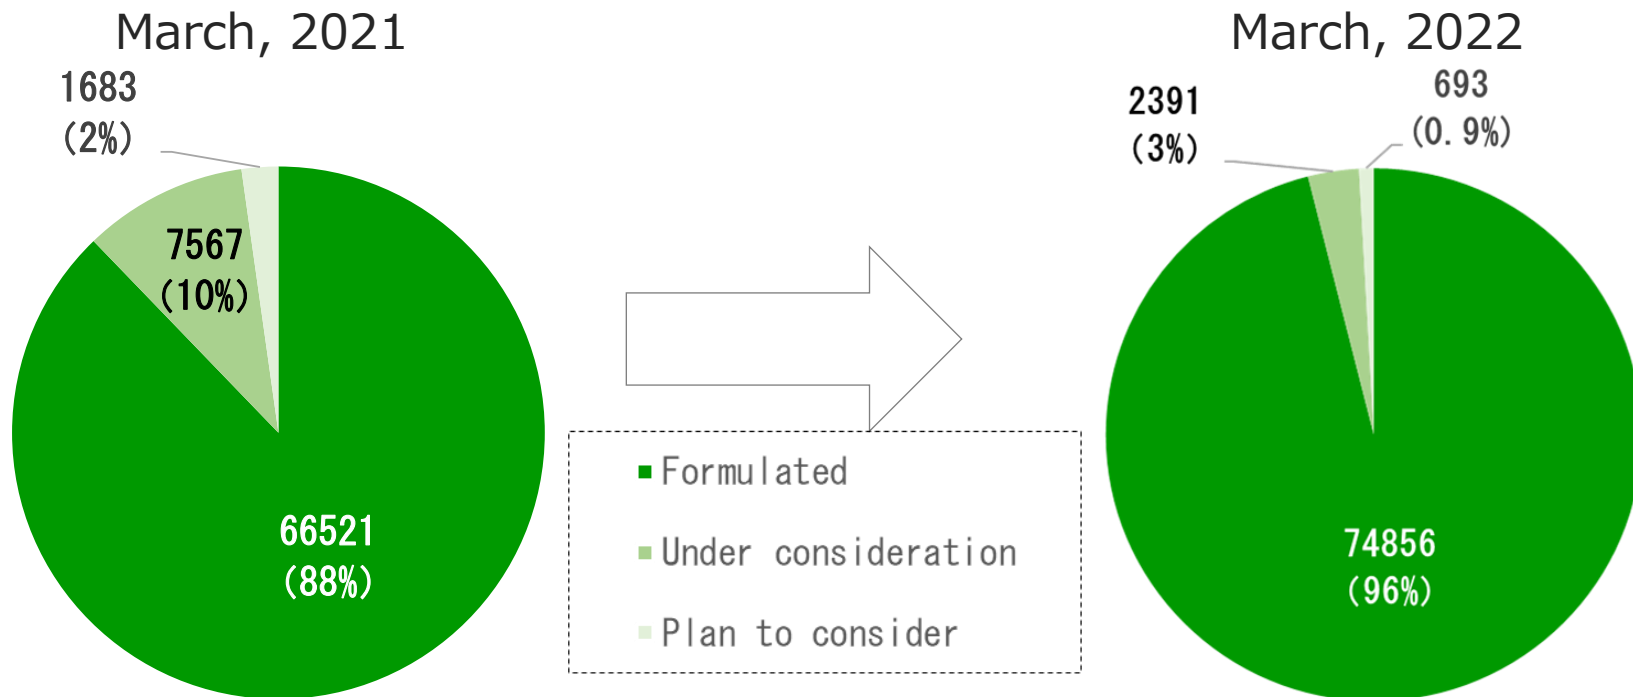 March, 2021
1683
(2%)
7567
(10%)
66521
(88%)
Formulated
Under consideration
Plan to consider
March, 2022
2391
(3%)
693
(0.9%)
74856
(96%)